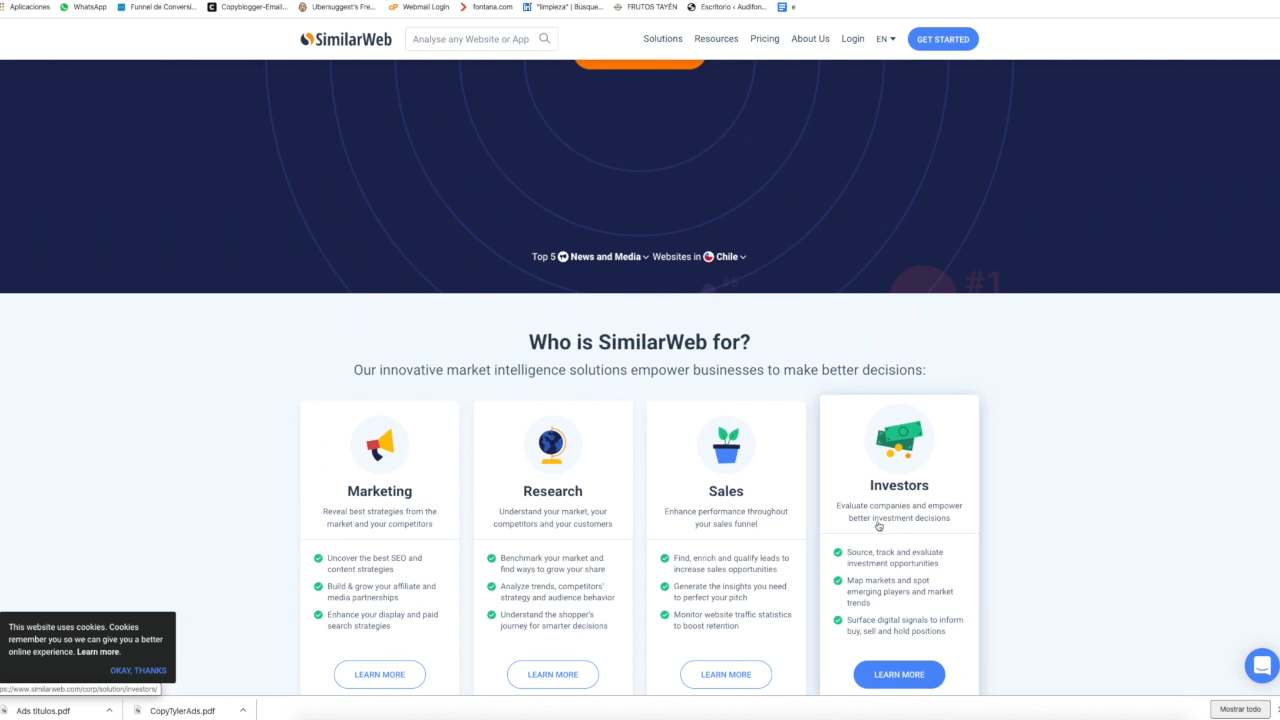 Aplicaciones WhatsApp Funnel de Conversi... Copyblogger-Email... Ubersuggest's Fre... Webmail Login fontana.com "limpieza" | Búsque... FRUTOS TAYÉN Escritorio ‹ Audifon... e
SimilarWeb Analyse any Website or App Solutions Resources Pricing About Us Login EN GET STARTED
Top 5 News and Media Websites in Chile
#1
Who is SimilarWeb for?
Our innovative market intelligence solutions empower businesses to make better decisions:
Marketing
Reveal best strategies from the
market and your competitors
Uncover the best SEO and
content strategies
Build & grow your affiliate and
media partnerships
Enhance your display and paid
search strategies
LEARN MORE
Research
Understand your market, your
competitors and your customers
Benchmark your market and
find ways to grow your share
Analyze trends, competitors'
strategy and audience behavior
Understand the shopper's
journey for smarter decisions
LEARN MORE
Sales
Enhance performance throughout
your sales funnel
Find, enrich and qualify leads to
increase sales opportunities
Generate the insights you need
to perfect your pitch
Monitor website traffic statistics
to boost retention
LEARN MORE
Investors
Evaluate companies and empower
better investment decisions
Source, track and evaluate
investment opportunities
Map markets and spot
emerging players and market
trends
Surface digital signals to inform
buy, sell and hold positions
LEARN MORE
This website uses cookies. Cookies
remember you so we can give you a better
online experience. Learn more.
OKAY, THANKS
ps://www.similarweb.com/corp/solution/investors/
Ads titulos.pdf CopyTylerAds.pdf Mostrar todo